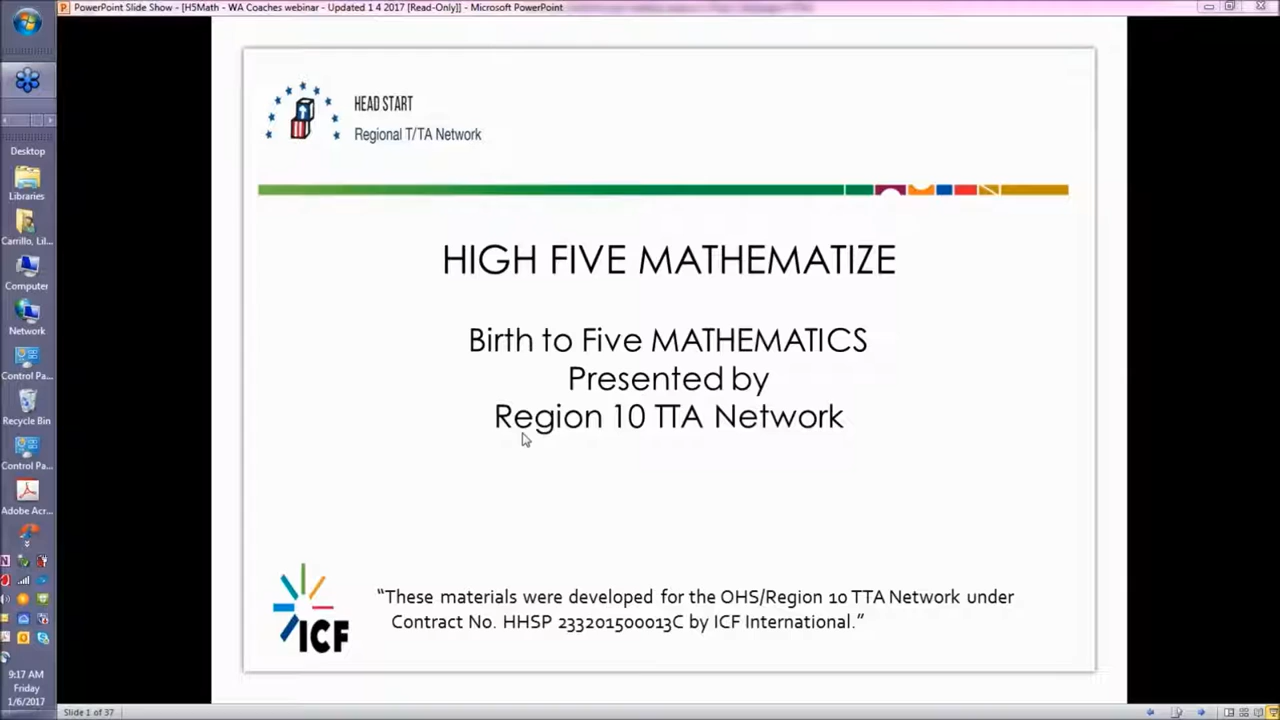 PowerPoint Slide Show - [H5Math - WA Coaches webinar - Updated 1 4 2017 [Read-Only]] - Microsoft PowerPoint
HEAD START
Regional T/TA Network
HIGH FIVE MATHEMATIZE
Birth to Five MATHEMATICS
Presented by
Region 10 TTA Network
ICF
“These materials were developed for the OHS/Region 10 TTA Network under
Contract No. HHSP 233201500013C by ICF International.”
Desktop
Libraries
Carrillo, Lil...
Computer
Network
Control Pa...
Recycle Bin
Control Pa...
Adobe Acr...
9:17 AM
Friday
1/6/2017
Slide 1 of 37